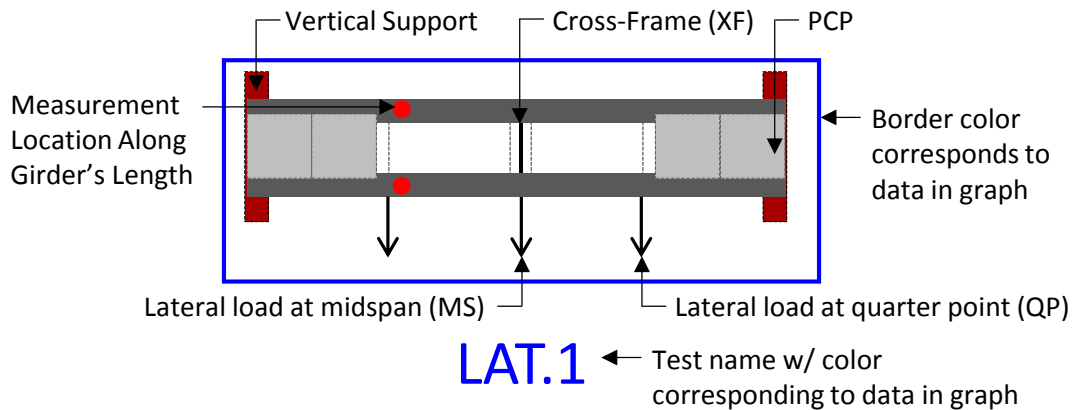 Vertical Support
Cross-Frame (XF)
PCP
Measurement
Location Along
Girder's Length
Border color
corresponds to
data in graph
Lateral load at midspan (MS)
Lateral load at quarter point (QP)
LAT.1
Test name w/ color
corresponding to data in graph